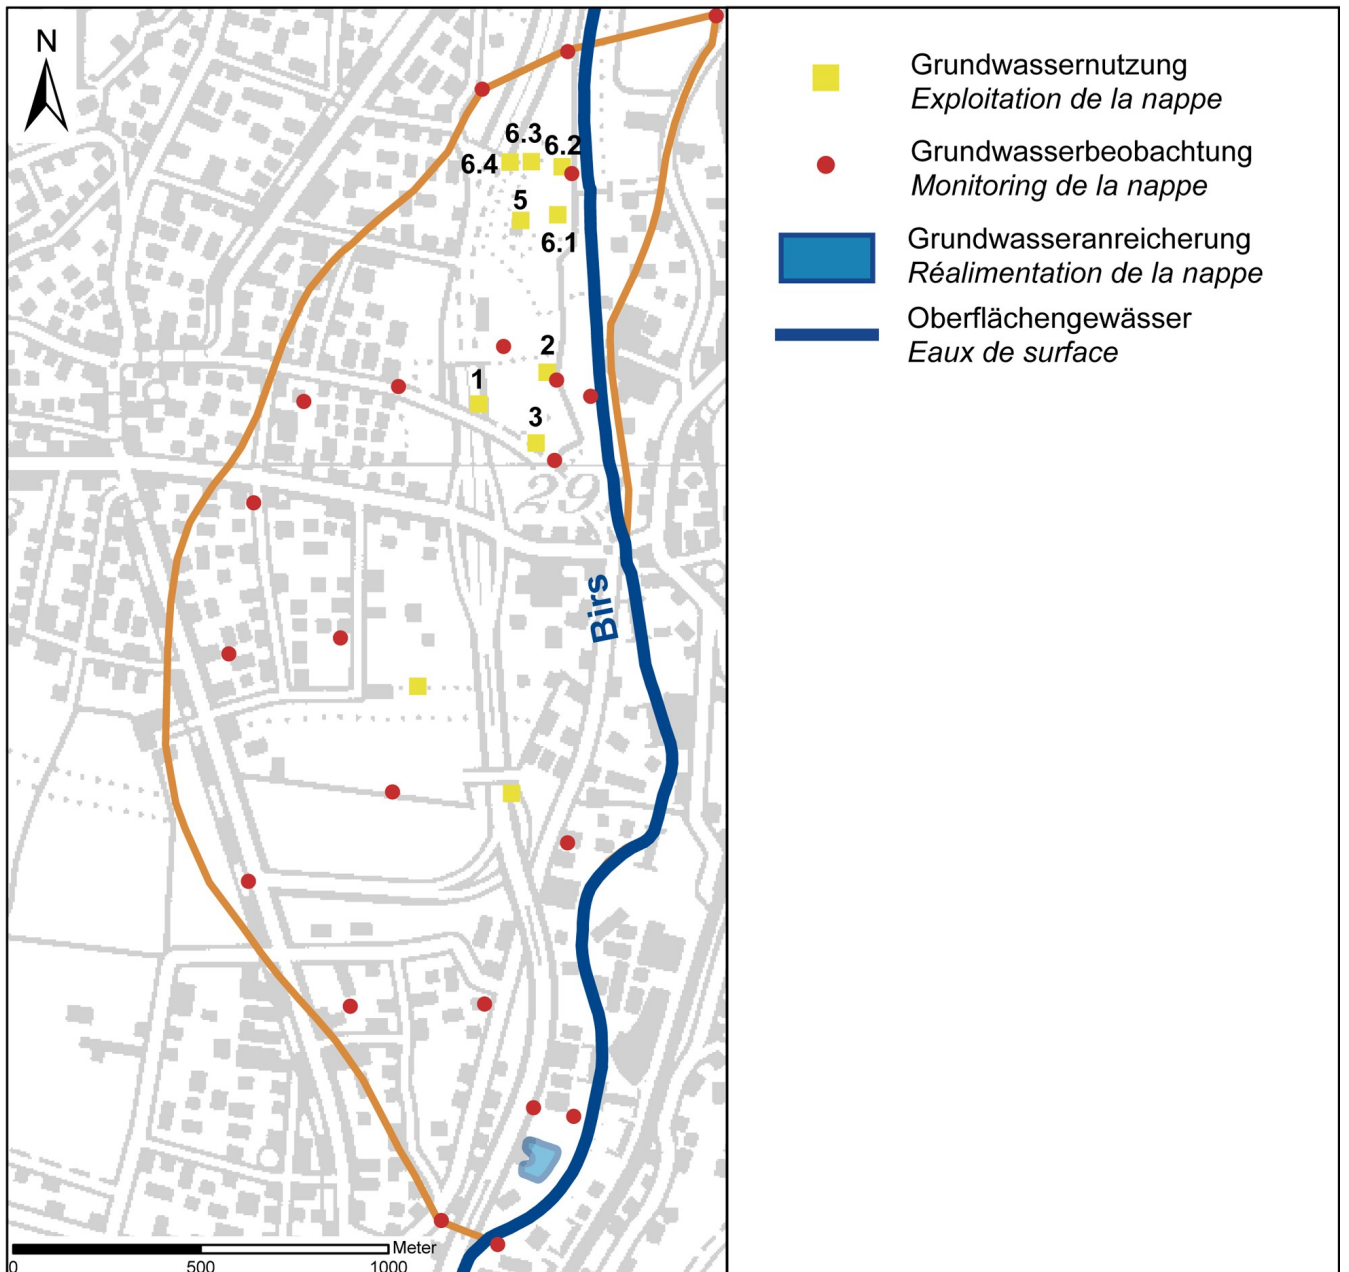 N
6.3
6.2
6.4
5
6.1
2
1
3
29
Birs
Meter
0
500
1000
Grundwassernutzung
Exploitation de la nappe
Grundwasserbeobachtung
Monitoring de la nappe
Grundwasseranreicherung
Réalimentation de la nappe
Oberflächengewässer
Eaux de surface